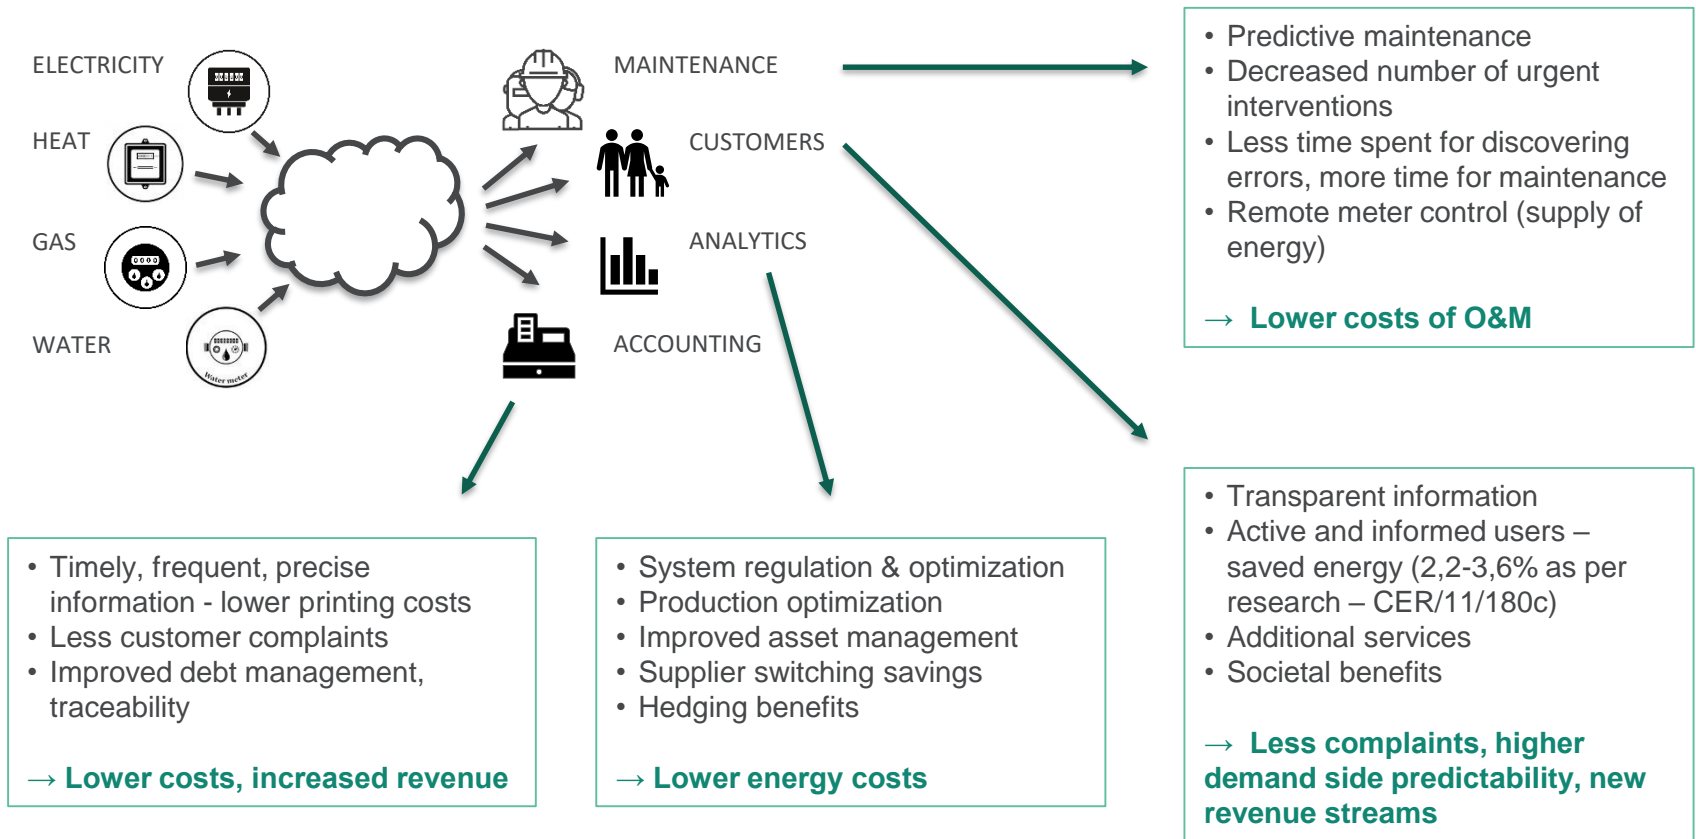 ELECTRICITY
HEAT
GAS
WATER
Water meter
MAINTENANCE
CUSTOMERS
ANALYTICS
ACCOUNTING
• Predictive maintenance
• Decreased number of urgent
interventions
• Less time spent for discovering
errors, more time for maintenance
• Remote meter control (supply of
energy)
→ Lower costs of O&M
• Timely, frequent, precise
information - lower printing costs
• Less customer complaints
• Improved debt management,
traceability
→ Lower costs, increased revenue
• System regulation & optimization
• Production optimization
• Improved asset management
• Supplier switching savings
• Hedging benefits
→ Lower energy costs
• Transparent information
• Active and informed users –
saved energy (2,2-3,6% as per
research – CER/11/180c)
• Additional services
• Societal benefits
→ Less complaints, higher
demand side predictability, new
revenue streams